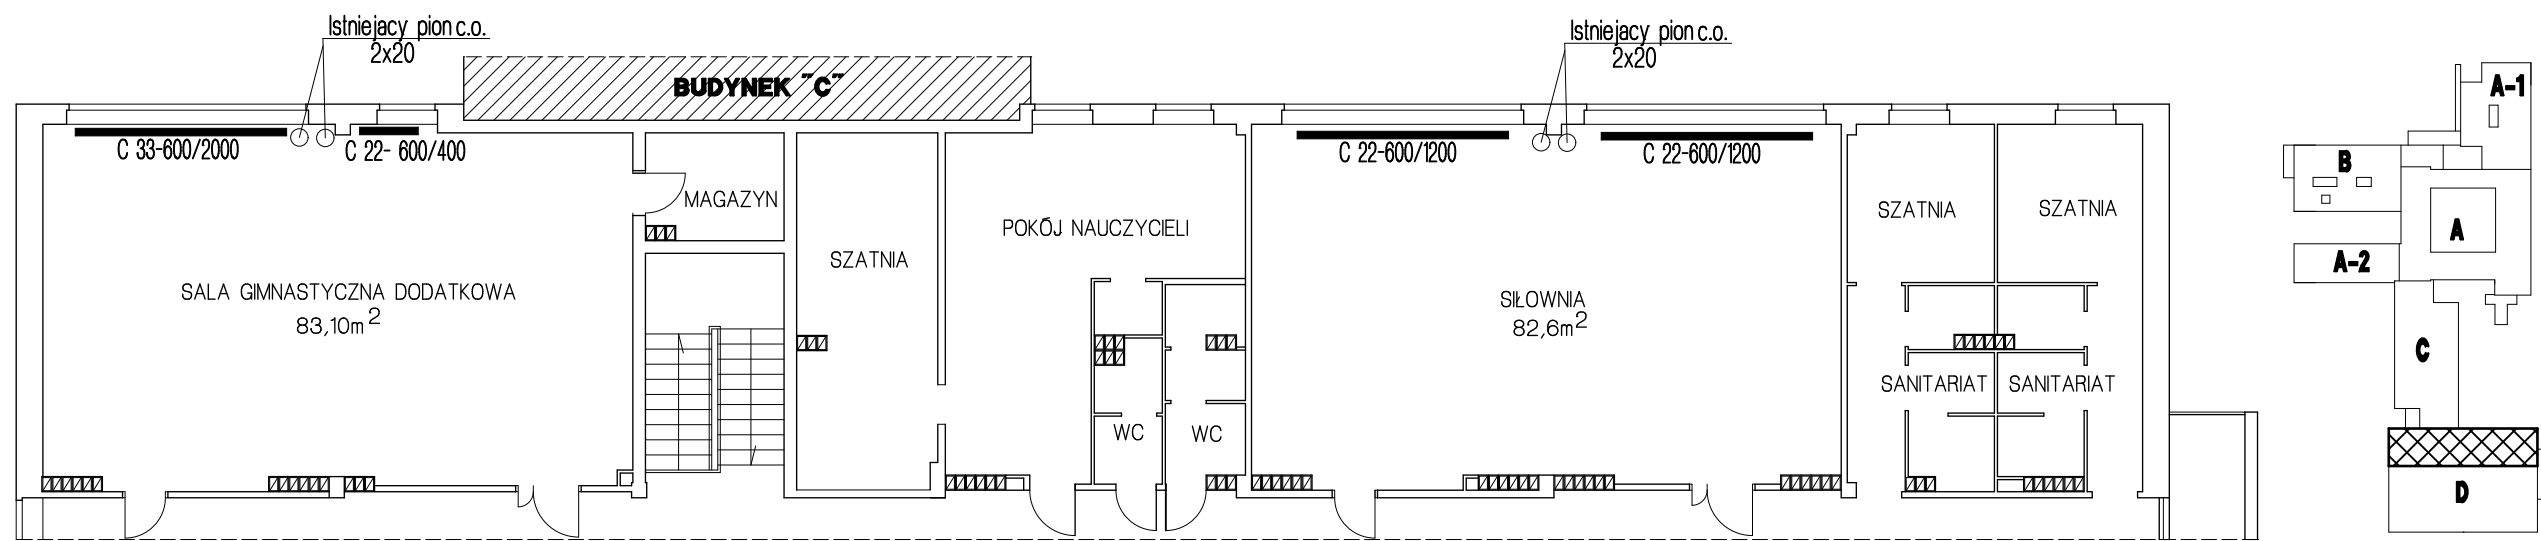 Istniejacy pion c.o.
2x20
Istniejacy pion c.o.
2x20
BUDYNEK "C"
C 33-600/2000
C 22- 600/400
C 22-600/1200
C 22-600/1200
MAGAZYN
SZATNIA
POKÓJ NAUCZYCIELI
SZATNIA
SZATNIA
SALA GIMNASTYCZNA DODATKOWA
83,10m²
SIŁOWNIA
82,6m²
SANITARIAT
SANITARIAT
WC
WC
A-1
B
A
A-2
C
D